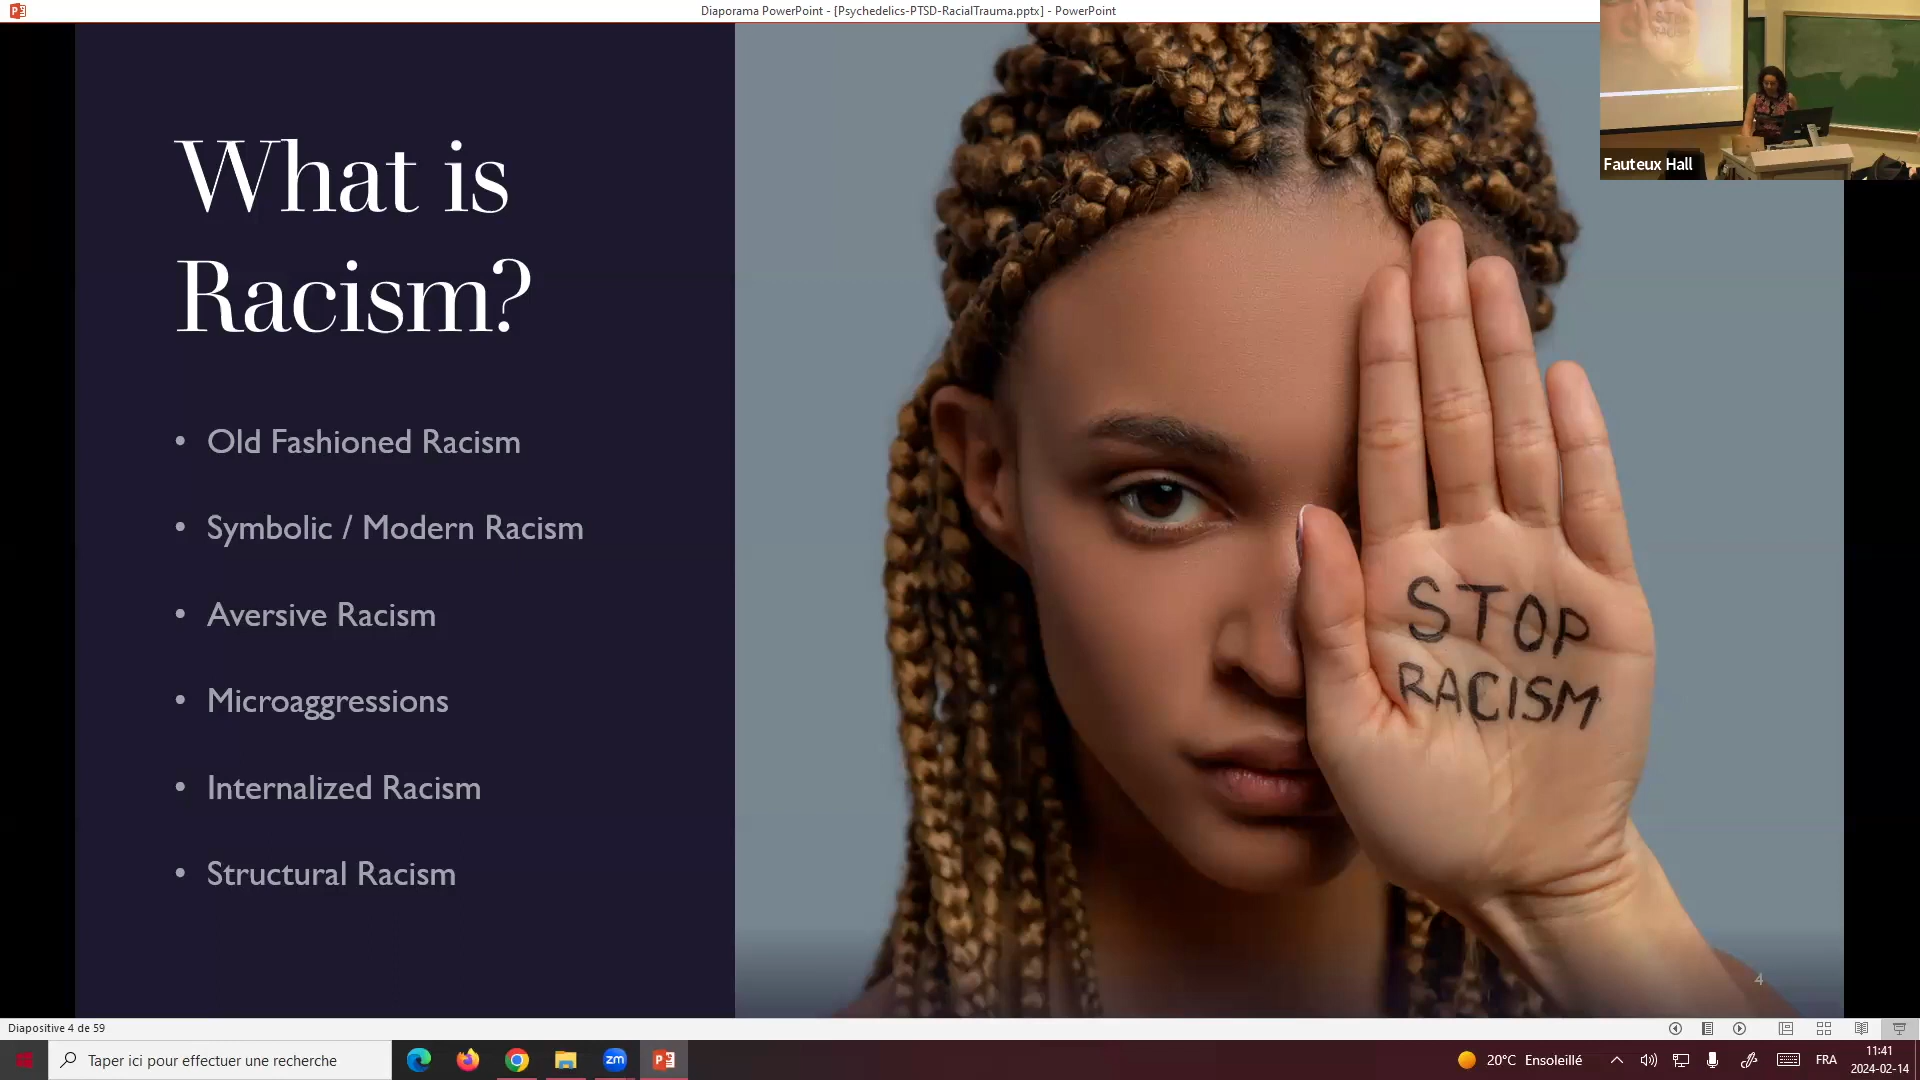 Diaporama PowerPoint - [Psychedelics-PTSD-RacialTrauma.pptx] - PowerPoint
Fauteux Hall
What is
Racism?
• Old Fashioned Racism
• Symbolic / Modern Racism
• Aversive Racism
• Microaggressions
• Internalized Racism
• Structural Racism
STOP
RACISM
4
Diapositive 4 de 59
Taper ici pour effectuer une recherche
zm
20°C Ensoleillé
FRA
11:41
2024-02-14